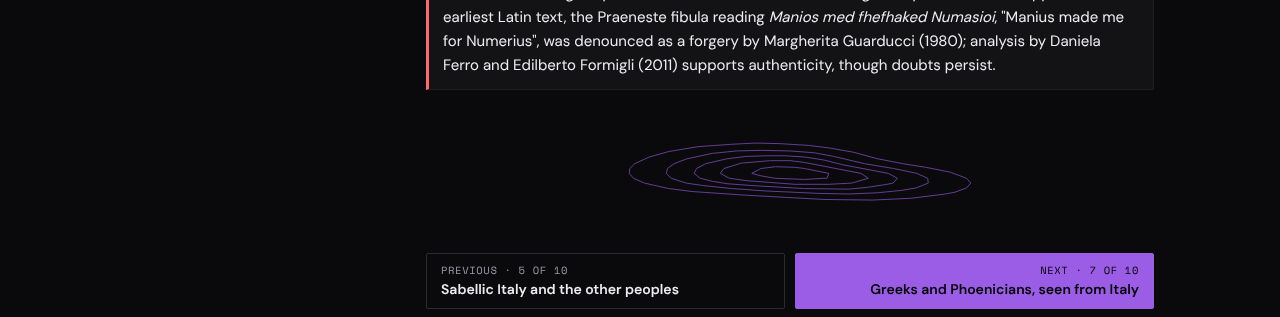 earliest Latin text, the Praeneste fibula reading Manios med fhefhaked Numasioi, "Manius made me
for Numerius", was denounced as a forgery by Margherita Guarducci (1980); analysis by Daniela
Ferro and Edilberto Formigli (2011) supports authenticity, though doubts persist.
PREVIOUS · 5 OF 10
Sabellic Italy and the other peoples
NEXT · 7 OF 10
Greeks and Phoenicians, seen from Italy